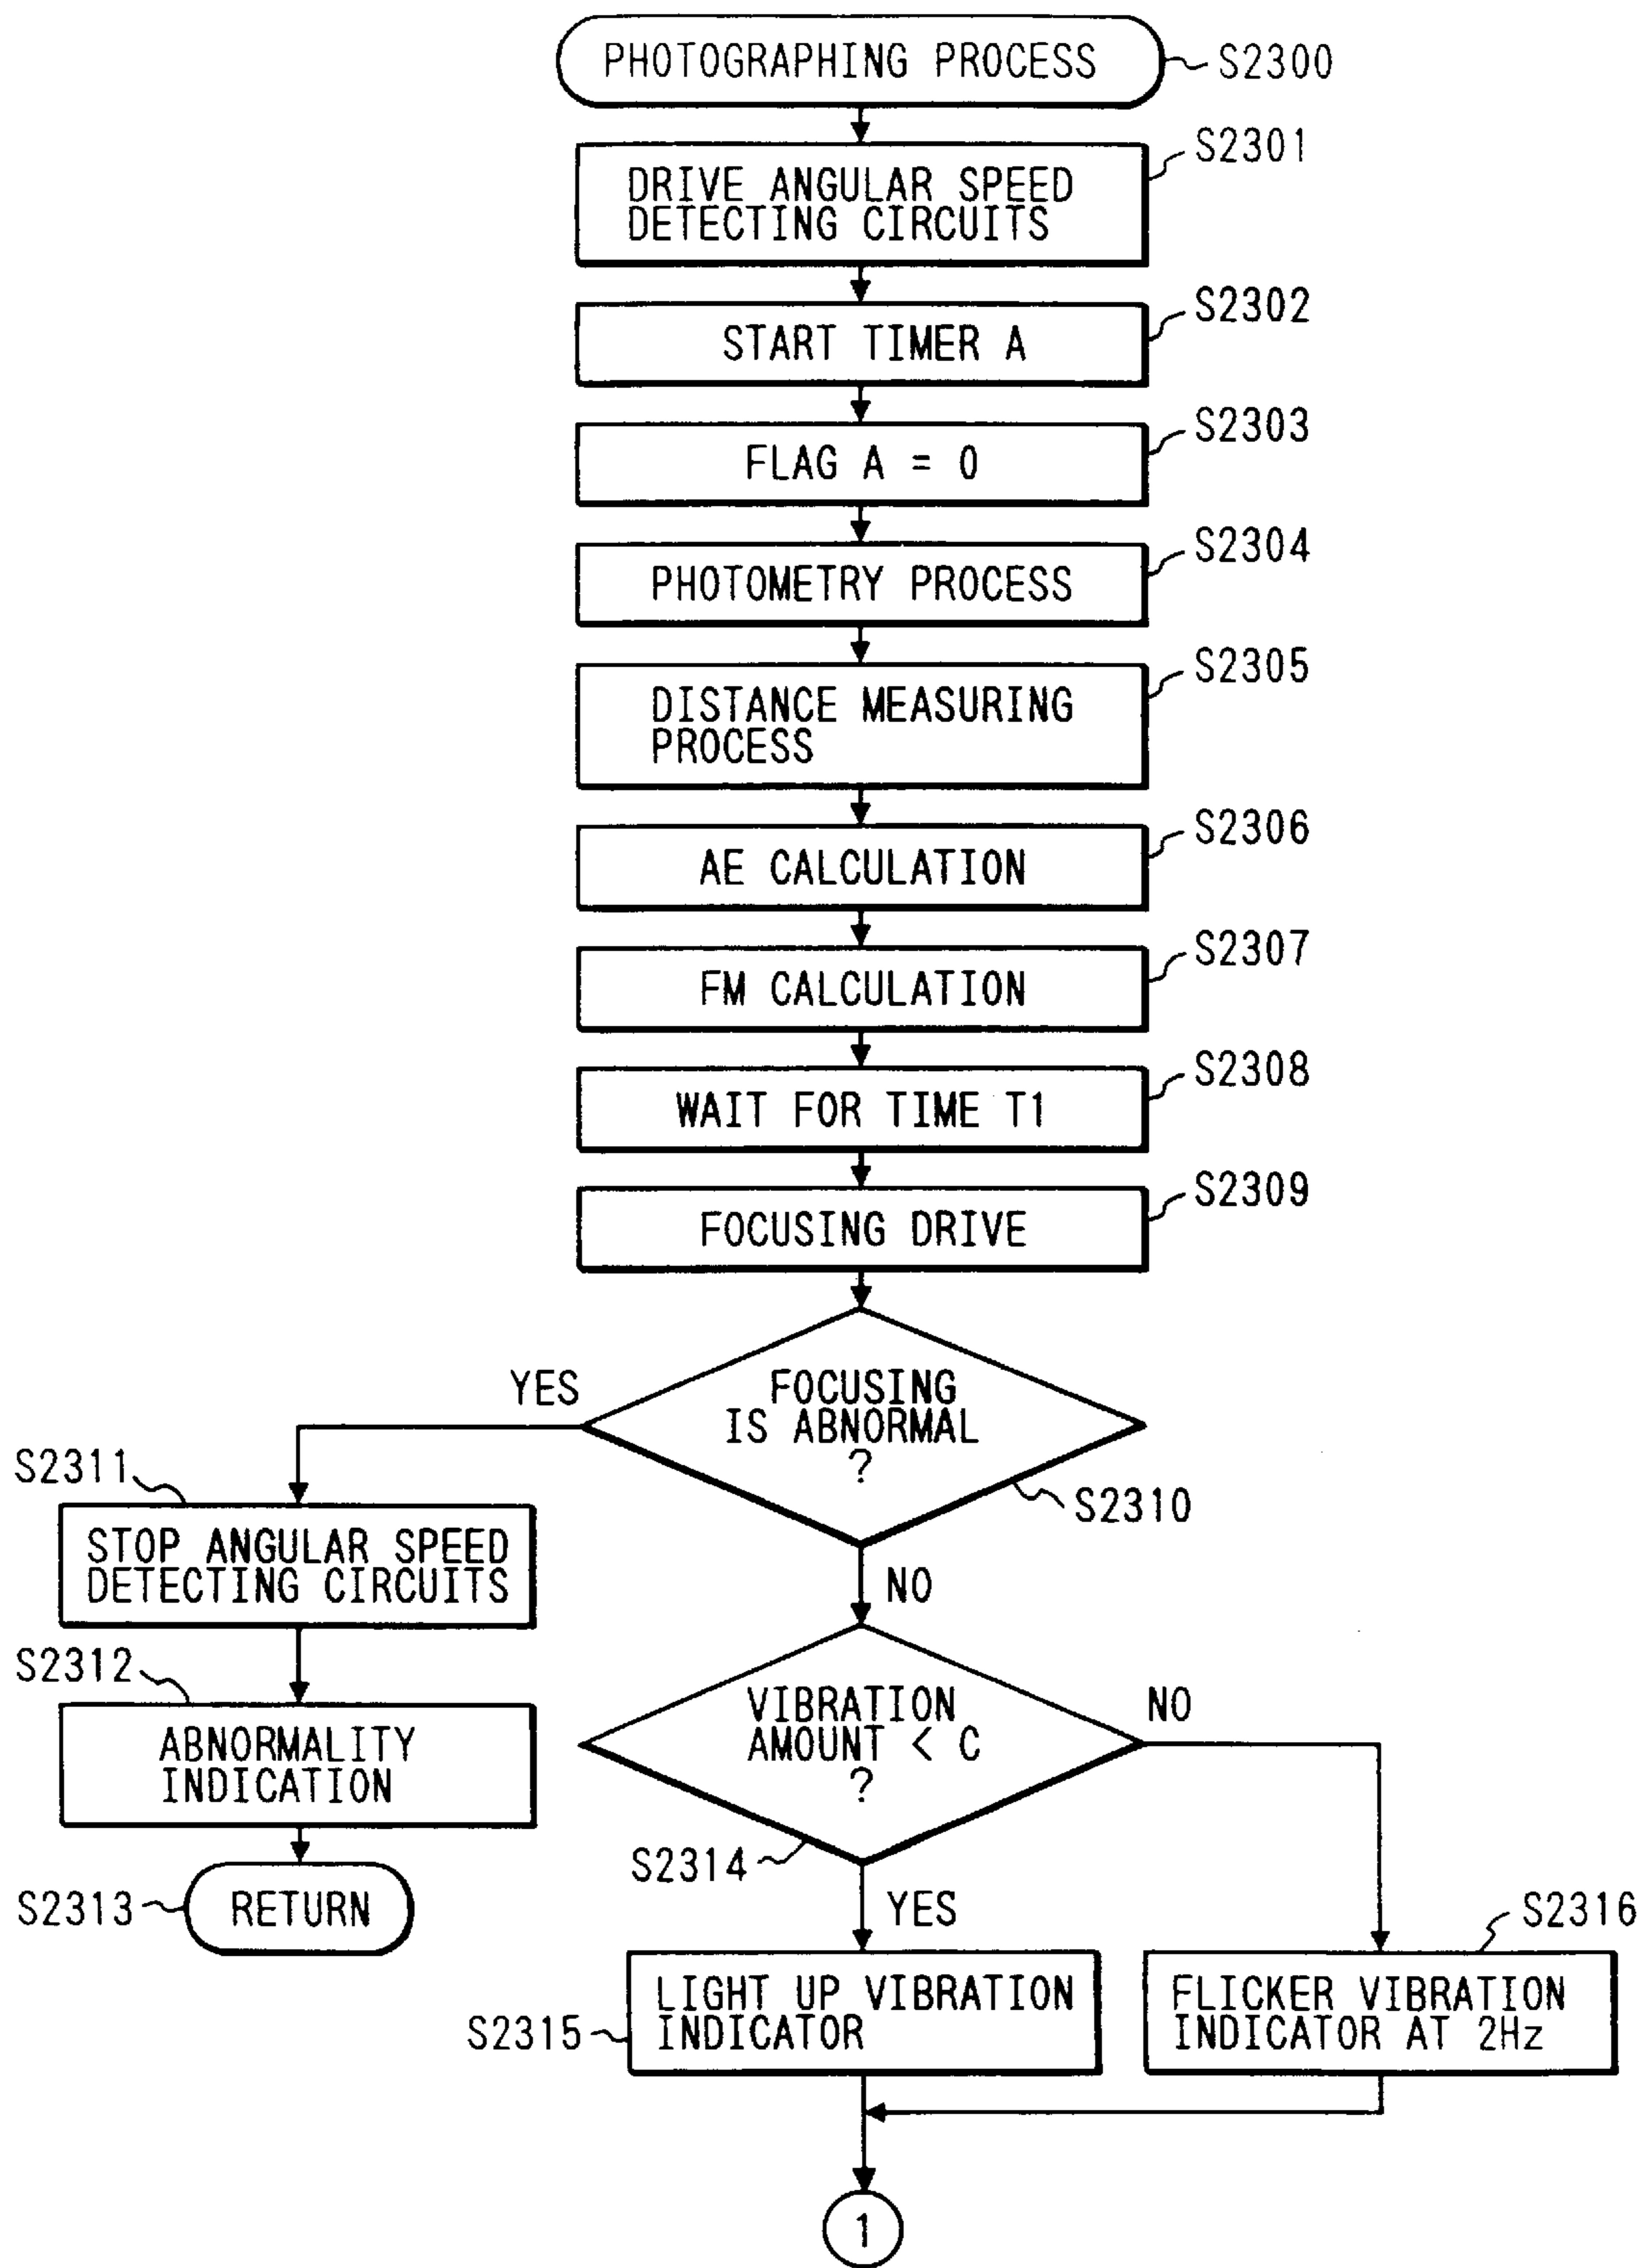 PHOTOGRAPHING PROCESS
S2300
S2301
DRIVE ANGULAR SPEED
DETECTING CIRCUITS
S2302
START TIMER A
S2303
FLAG A = 0
S2304
PHOTOMETRY PROCESS
S2305
DISTANCE MEASURING
PROCESS
S2306
AE CALCULATION
S2307
FM CALCULATION
S2308
WAIT FOR TIME T1
S2309
FOCUSING DRIVE
YES
FOCUSING
IS ABNORMAL
?
S2310
NO
S2311
STOP ANGULAR SPEED
DETECTING CIRCUITS
S2312
ABNORMALITY
INDICATION
S2313
RETURN
VIBRATION
AMOUNT < C
?
NO
S2314
YES
S2315
LIGHT UP VIBRATION
INDICATOR
S2316
FLICKER VIBRATION
INDICATOR AT 2Hz
1